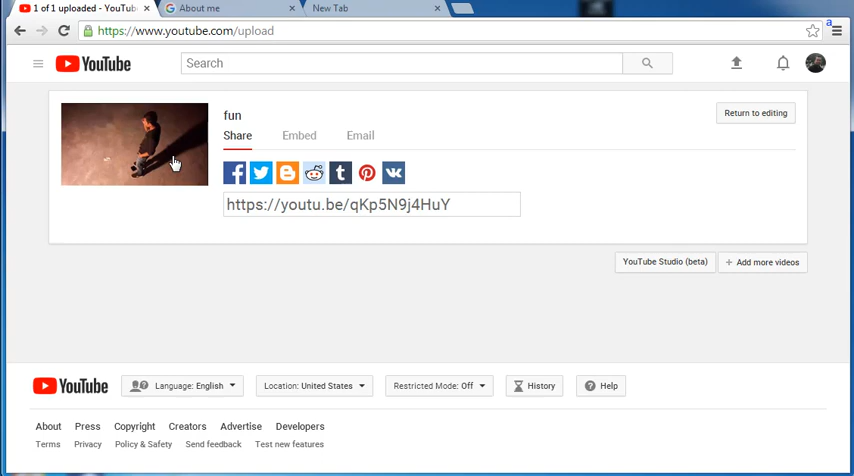 1 of 1 uploaded - YouTub
About me
New Tab
https://www.youtube.com/upload
YouTube
Search
fun
Return to editing
Share
Embed
Email
https://youtu.be/qKp5N9j4HuY
YouTube Studio (beta)
+ Add more videos
YouTube
Language: English
Location: United States
Restricted Mode: Off
History
Help
About
Press
Copyright
Creators
Advertise
Developers
Terms
Privacy
Policy & Safety
Send feedback
Test new features